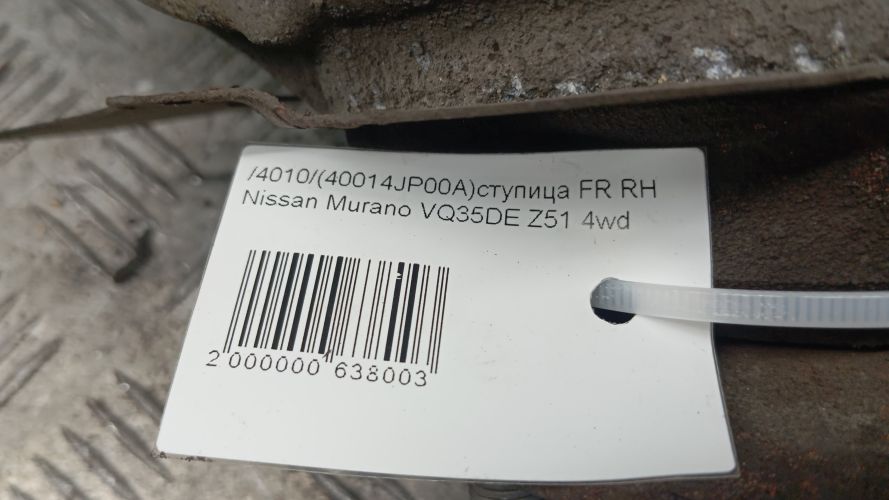 /4010/(40014JP00A)ступица FR RH
Nissan Murano VQ35DE Z51 4wd
2 000000 638003